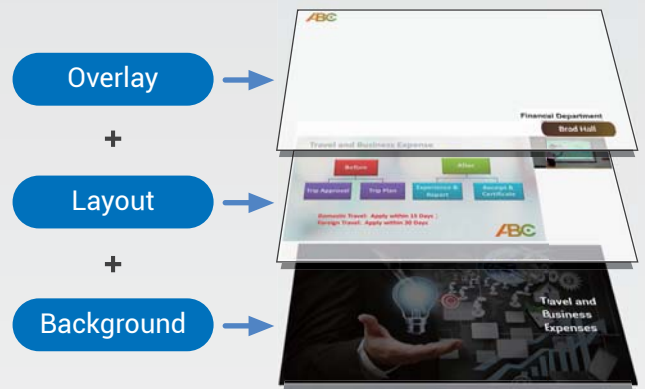 ABC
Overlay
Financial Department
Brad Hall
+
Travel and Business Expense
Before
After
Layout
Trip Approval
Trip Plan
Experience & Report
Receipt & Certificate
Domestic Travel: Apply within 15 Days ;
Foreign Travel: Apply within 30 Days
ABC
+
Background
Travel and
Business
Expenses